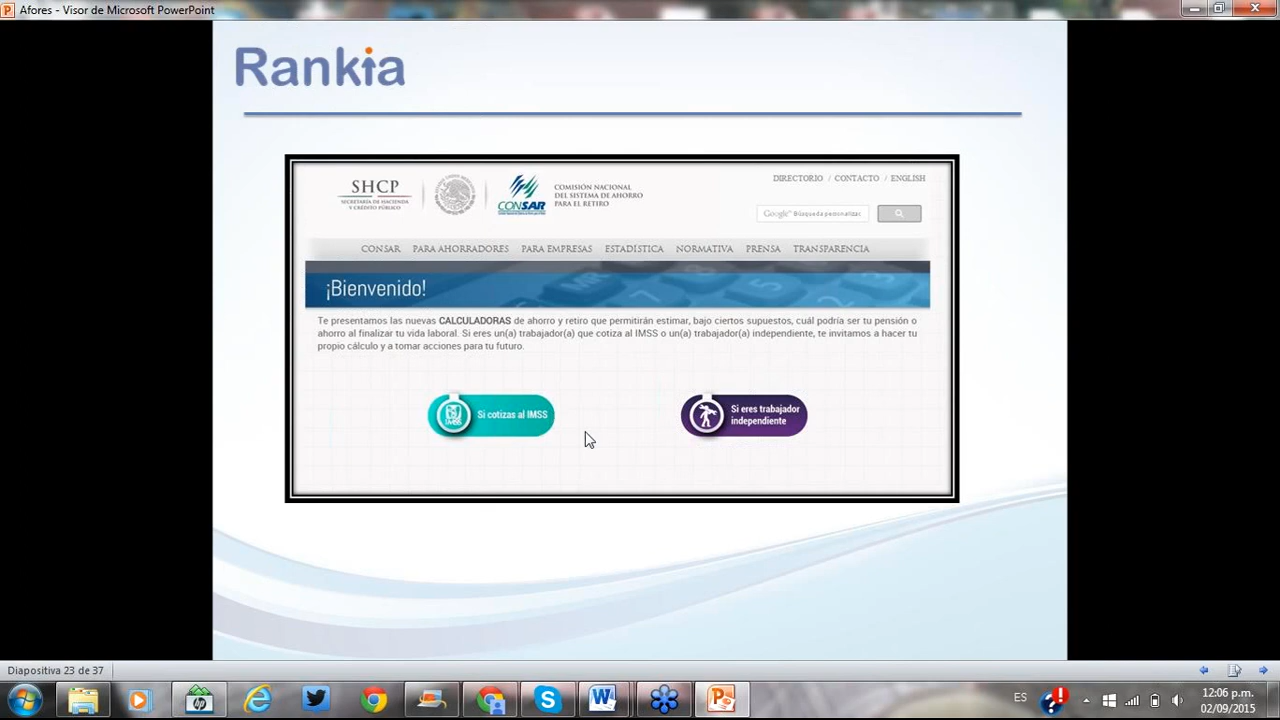 Afores - Visor de Microsoft PowerPoint
Rankia
SHCP
SECRETARÍA DE HACIENDA
Y CRÉDITO PÚBLICO
CONSAR
COMISIÓN NACIONAL
DEL SISTEMA DE AHORRO
PARA EL RETIRO
DIRECTORIO / CONTACTO / ENGLISH
Google™ Búsqueda personalizac
CONSAR PARA AHORRADORES PARA EMPRESAS ESTADÍSTICA NORMATIVA PRENSA TRANSPARENCIA
¡Bienvenido!
Te presentamos las nuevas CALCULADORAS de ahorro y retiro que permitirán estimar, bajo ciertos supuestos, cuál podría ser tu pensión o
ahorro al finalizar tu vida laboral. Si eres un(a) trabajador(a) que cotiza al IMSS o un(a) trabajador(a) independiente, te invitamos a hacer tu
propio cálculo y a tomar acciones para tu futuro.
IMSS
Si cotizas al IMSS
Si eres trabajador
independiente
Diapositiva 23 de 37
ES
12:06 p.m.
02/09/2015